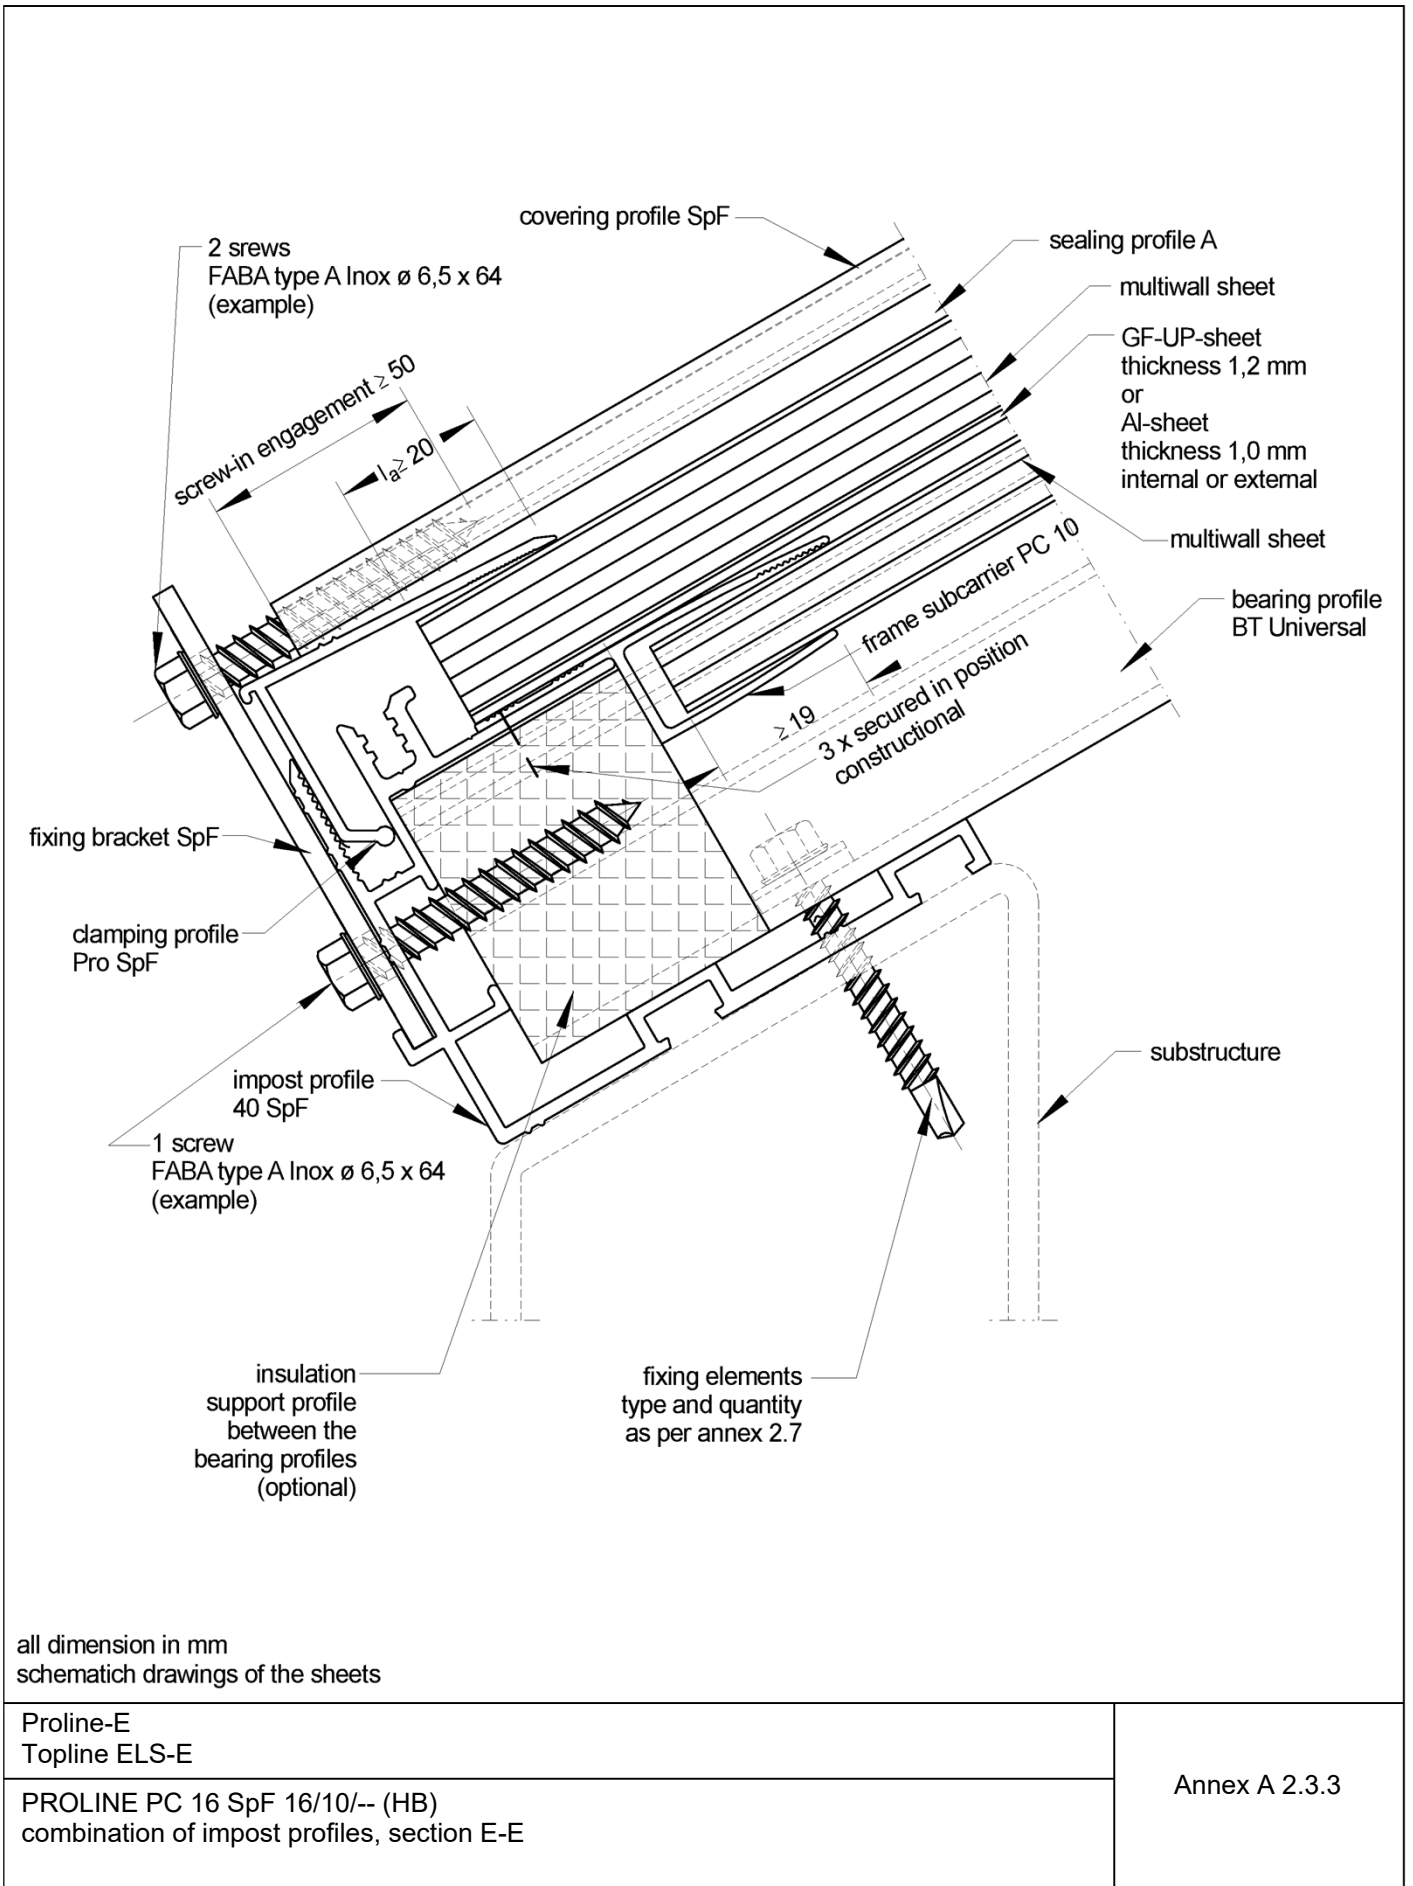 covering profile SpF
2 srews
FABA type A Inox ø 6,5 x 64
(example)
sealing profile A
multiwall sheet
GF-UP-sheet
thickness 1,2 mm
or
Al-sheet
thickness 1,0 mm
internal or external
screw-in engagement ≥ 50
la≥ 20
multiwall sheet
frame subcarrier PC 10
bearing profile
BT Universal
≥ 19
3 x secured in position
constructional
fixing bracket SpF
clamping profile
Pro SpF
impost profile
40 SpF
substructure
1 screw
FABA type A Inox ø 6,5 x 64
(example)
insulation
support profile
between the
bearing profiles
(optional)
fixing elements
type and quantity
as per annex 2.7
all dimension in mm
schematich drawings of the sheets
Proline-E
Topline ELS-E
PROLINE PC 16 SpF 16/10/-- (HB)
combination of impost profiles, section E-E
Annex A 2.3.3